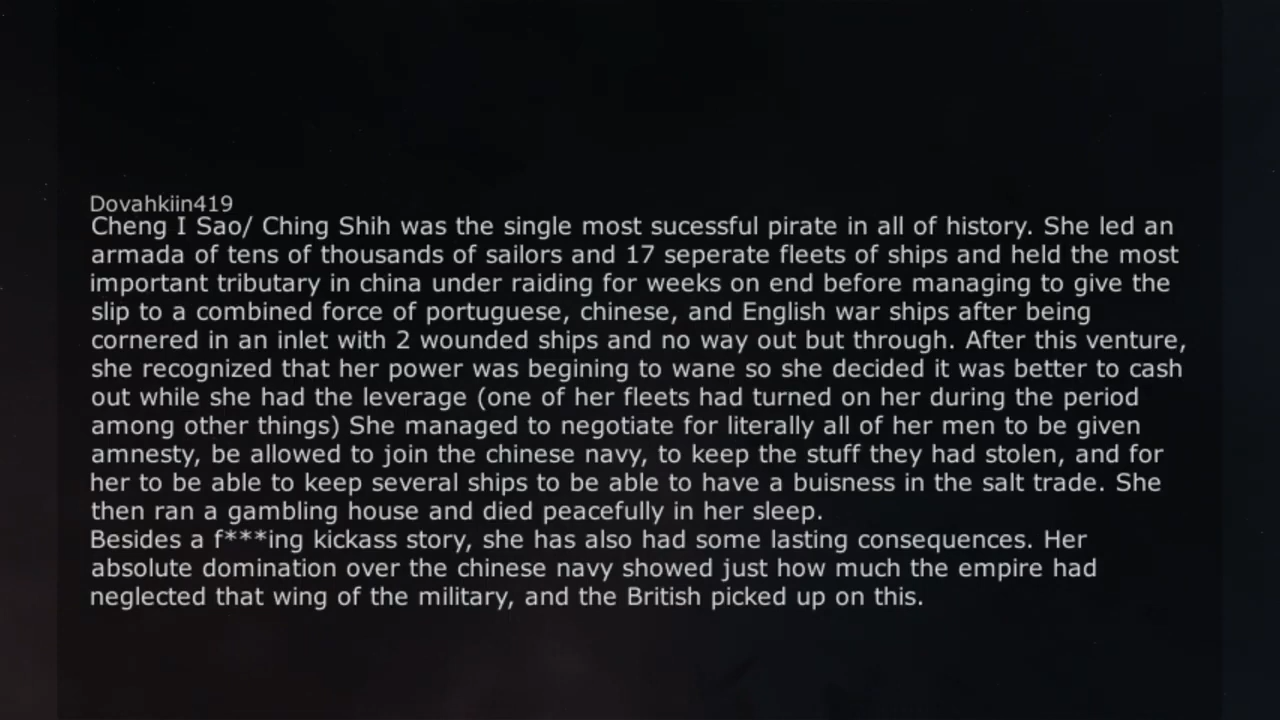 Dovahkiin419
Cheng I Sao/ Ching Shih was the single most sucessful pirate in all of history. She led an
armada of tens of thousands of sailors and 17 seperate fleets of ships and held the most
important tributary in china under raiding for weeks on end before managing to give the
slip to a combined force of portuguese, chinese, and English war ships after being
cornered in an inlet with 2 wounded ships and no way out but through. After this venture,
she recognized that her power was begining to wane so she decided it was better to cash
out while she had the leverage (one of her fleets had turned on her during the period
among other things) She managed to negotiate for literally all of her men to be given
amnesty, be allowed to join the chinese navy, to keep the stuff they had stolen, and for
her to be able to keep several ships to be able to have a buisness in the salt trade. She
then ran a gambling house and died peacefully in her sleep.
Besides a f***ing kickass story, she has also had some lasting consequences. Her
absolute domination over the chinese navy showed just how much the empire had
neglected that wing of the military, and the British picked up on this.